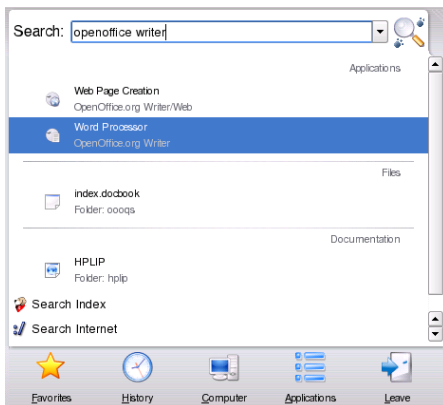 Search: openoffice writer
Applications
Web Page Creation
OpenOffice.org Writer/Web
Word Processor
OpenOffice.org Writer
Files
index.docbook
Folder: oooqs
Documentation
HPLIP
Folder: hplip
Search Index
Search Internet
Favorites History Computer Applications Leave